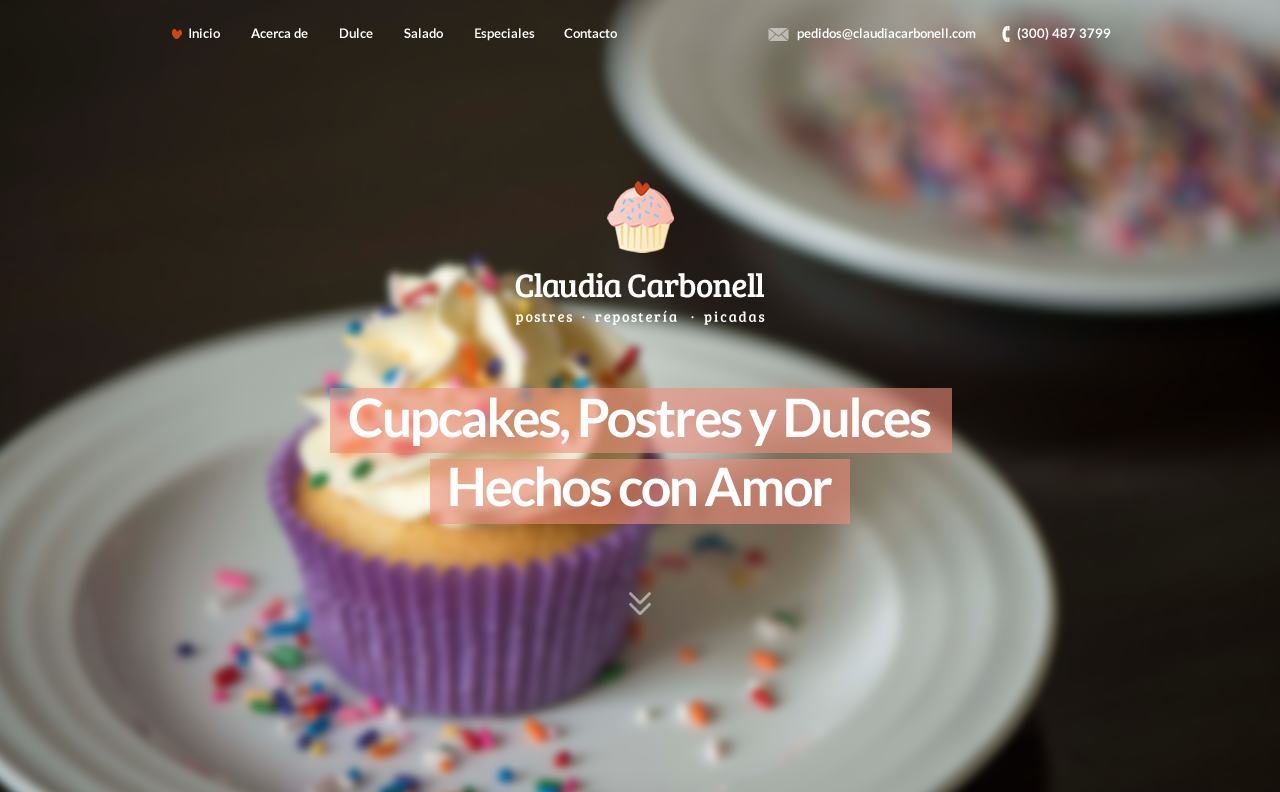 Inicio Acerca de Dulce Salado Especiales Contacto pedidos@claudiacarbonell.com (300) 487 3799
Claudia Carbonell
postres · repostería · picadas
Cupcakes, Postres y Dulces
Hechos con Amor